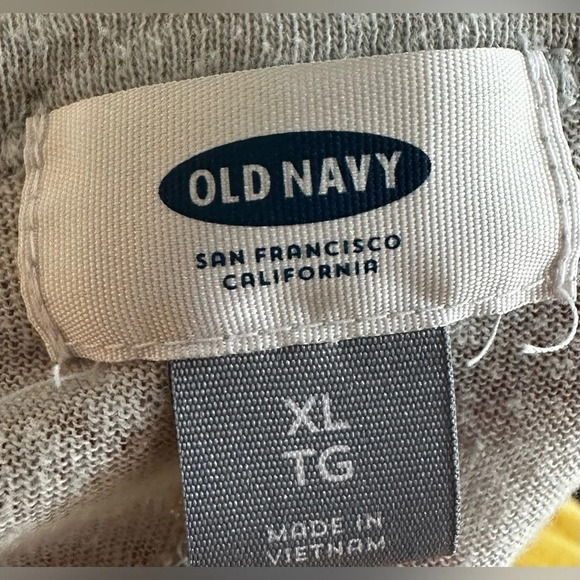 OLD NAVY
SAN FRANCISCO
CALIFORNIA
XL
TG
MADE IN
VIETNAM